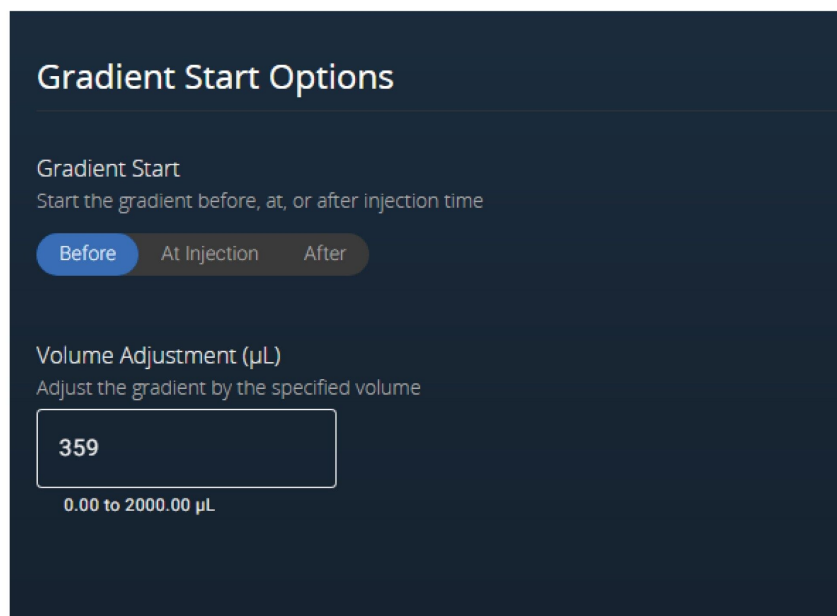 Gradient Start Options
Gradient Start
Start the gradient before, at, or after injection time
Before At Injection After
Volume Adjustment (µL)
Adjust the gradient by the specified volume
359
0.00 to 2000.00 µL